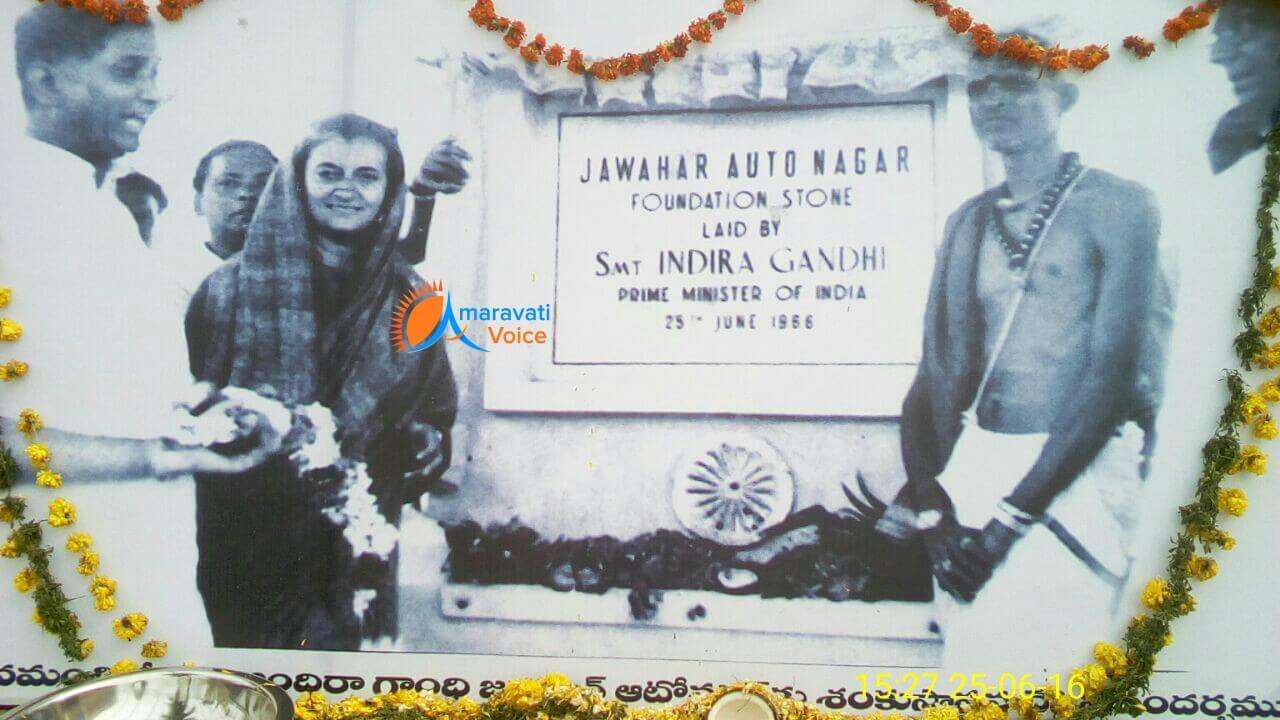 JAWAHAR AUTO NAGAR
FOUNDATION STONE
LAID BY
SMT INDIRA GANDHI
PRIME MINISTER OF INDIA
25TH JUNE 1966
Amaravati
Voice
ఇందిరా గాంధి
15:27 25-06-16